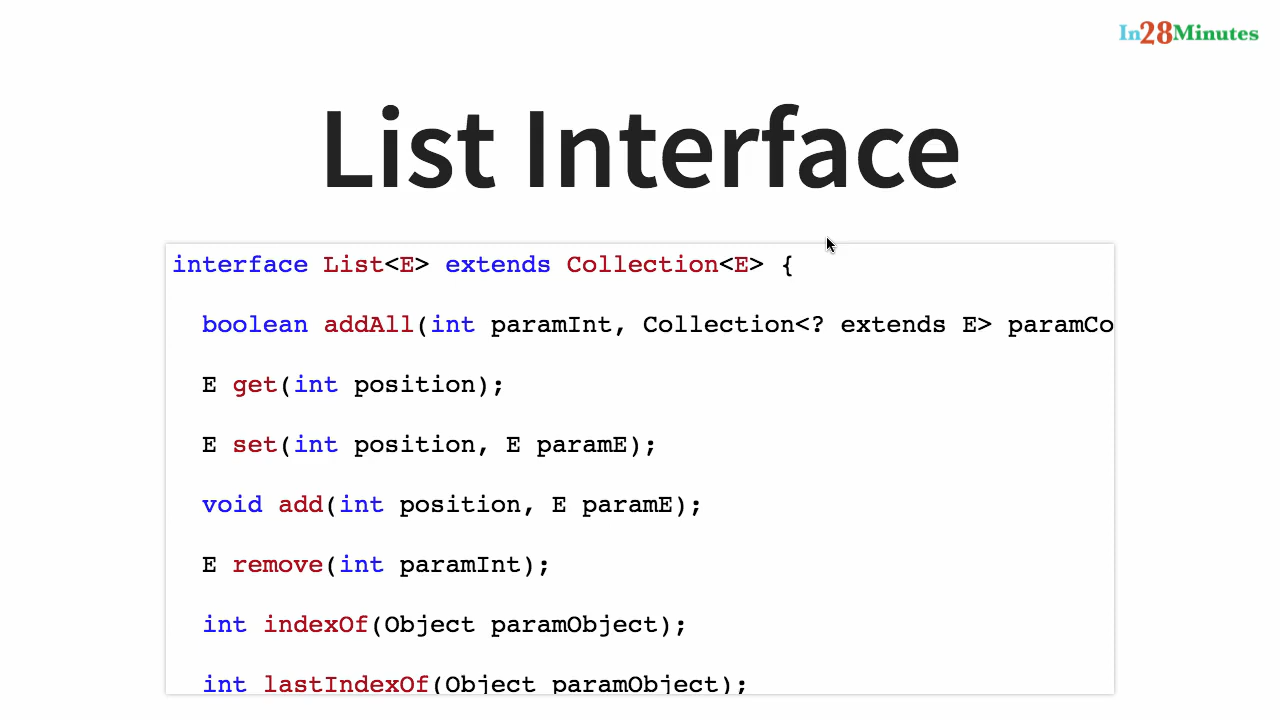 In28Minutes
List Interface
interface List<E> extends Collection<E> {
boolean addAll(int paramInt, Collection<? extends E> paramCo
E get(int position);
E set(int position, E paramE);
void add(int position, E paramE);
E remove(int paramInt);
int indexOf(Object paramObject);
int lastIndexOf(Object paramObject);